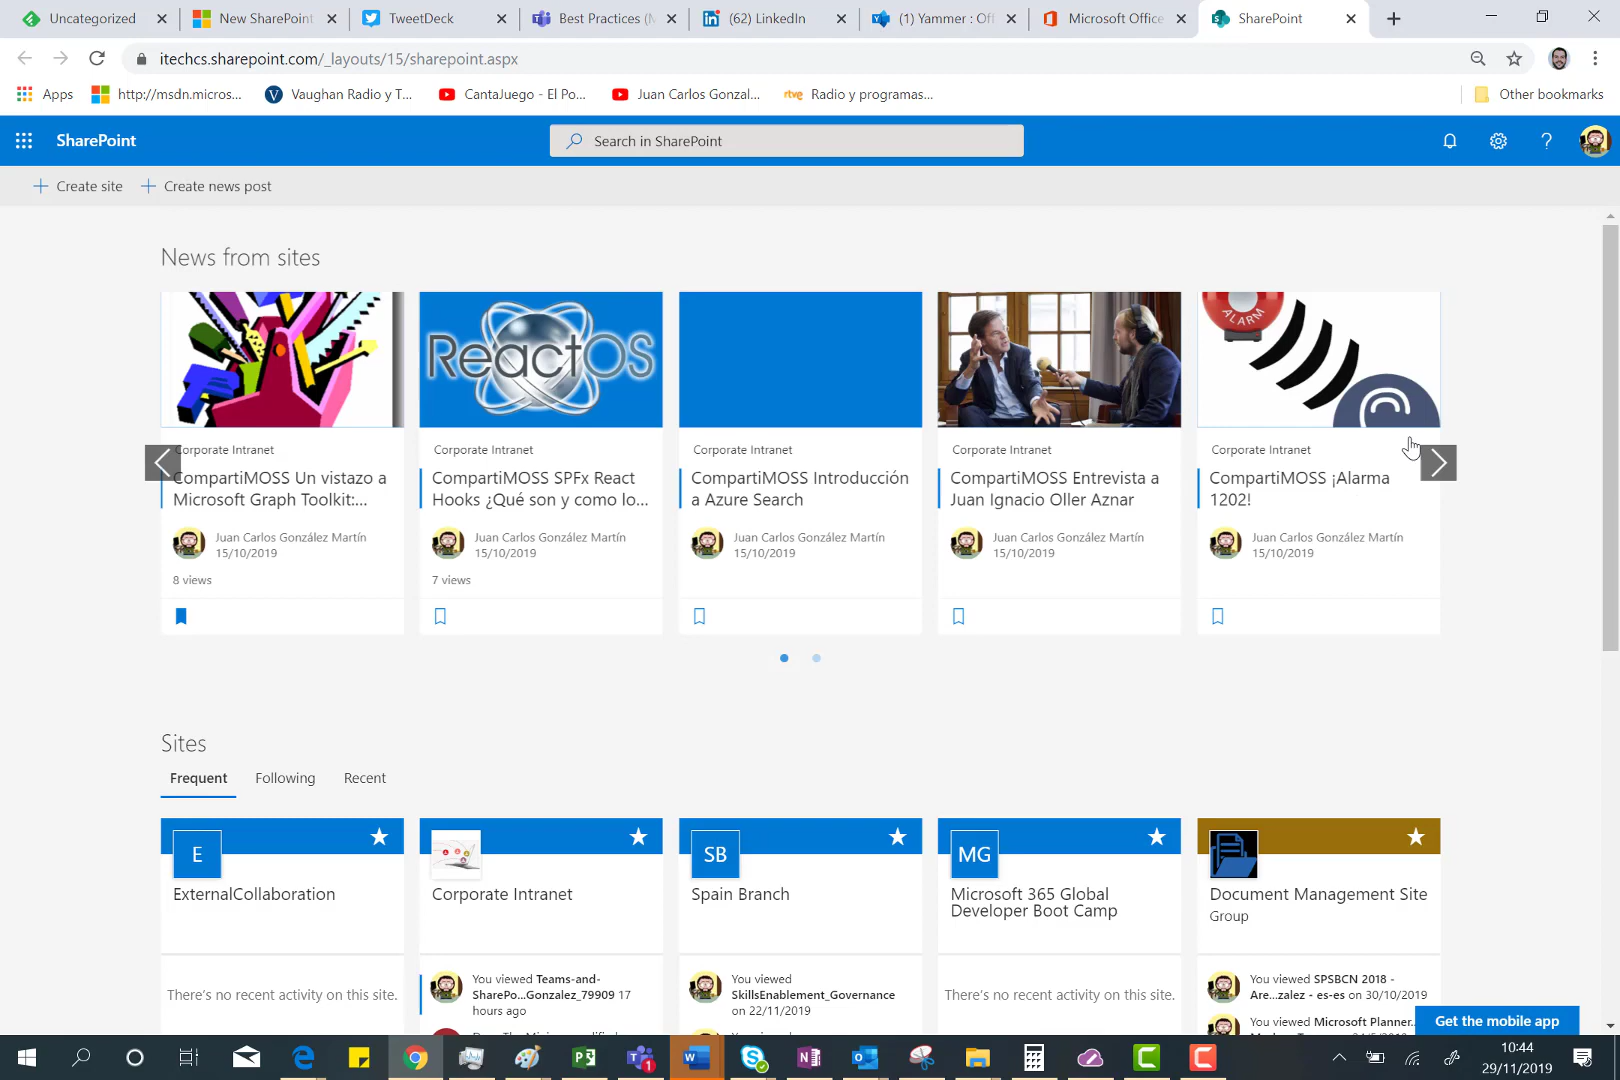 Uncategorized
New SharePoint
TweetDeck
Best Practices (N
(62) LinkedIn
(1) Yammer : Off
Microsoft Office
SharePoint
itechcs.sharepoint.com/_layouts/15/sharepoint.aspx
Apps
http://msdn.micros...
Vaughan Radio y T...
CantaJuego - El Po...
Juan Carlos Gonzal...
rtve
Radio y programas...
Other bookmarks
SharePoint
Search in SharePoint
Create site
Create news post
News from sites
ALARM
ReactOS
Corporate Intranet
CompartiMOSS Un vistazo a
Microsoft Graph Toolkit:...
Juan Carlos González Martín
15/10/2019
8 views
Corporate Intranet
CompartiMOSS SPFx React
Hooks ¿Qué son y como lo...
Juan Carlos González Martín
15/10/2019
7 views
Corporate Intranet
CompartiMOSS Introducción
a Azure Search
Juan Carlos González Martín
15/10/2019
Corporate Intranet
CompartiMOSS Entrevista a
Juan Ignacio Oller Aznar
Juan Carlos González Martín
15/10/2019
Corporate Intranet
CompartiMOSS ¡Alarma
1202!
Juan Carlos González Martín
15/10/2019
Sites
Frequent
Following
Recent
E
ExternalCollaboration
There's no recent activity on this site.
Corporate Intranet
You viewed Teams-and-
SharePo...Gonzalez_79909 17
hours ago
SB
Spain Branch
You viewed
SkillsEnablement_Governance
on 22/11/2019
MG
Microsoft 365 Global
Developer Boot Camp
There's no recent activity on this site.
Document Management Site
Group
You viewed SPSBCN 2018 -
Are...zalez - es-es on 30/10/2019
You viewed Microsoft Planner...
Get the mobile app
1
10:44
29/11/2019